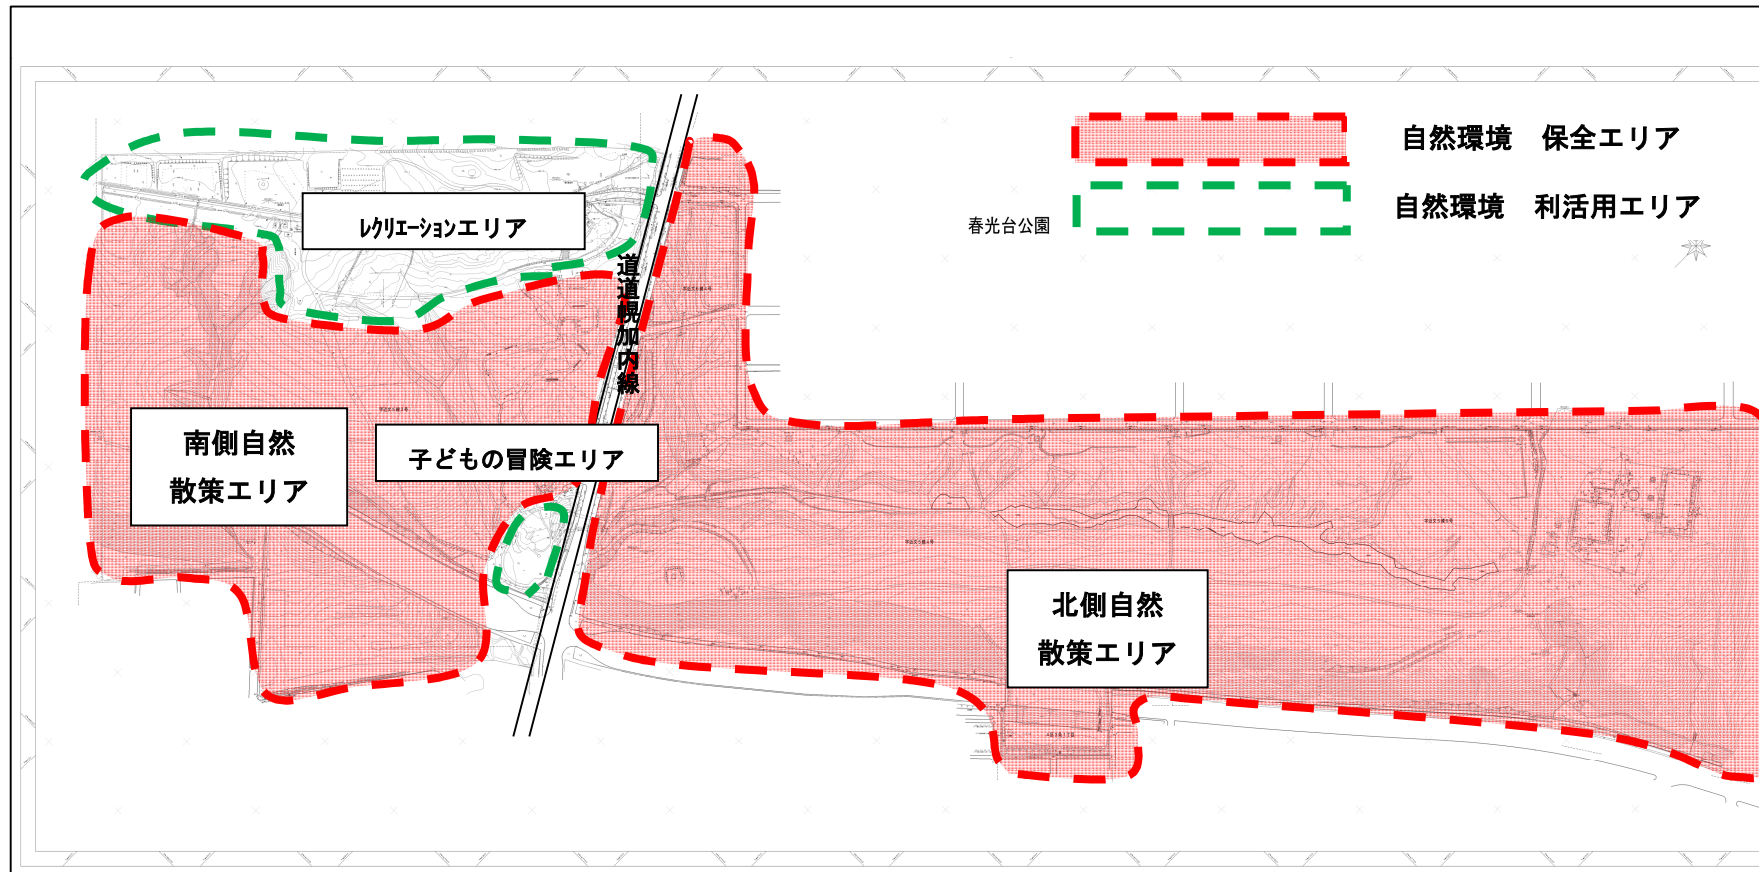 自然環境　保全エリア
自然環境　利活用エリア
春光台公園
レクリエーションエリア
道道幌加内線
南側自然
散策エリア
子どもの冒険エリア
北側自然
散策エリア